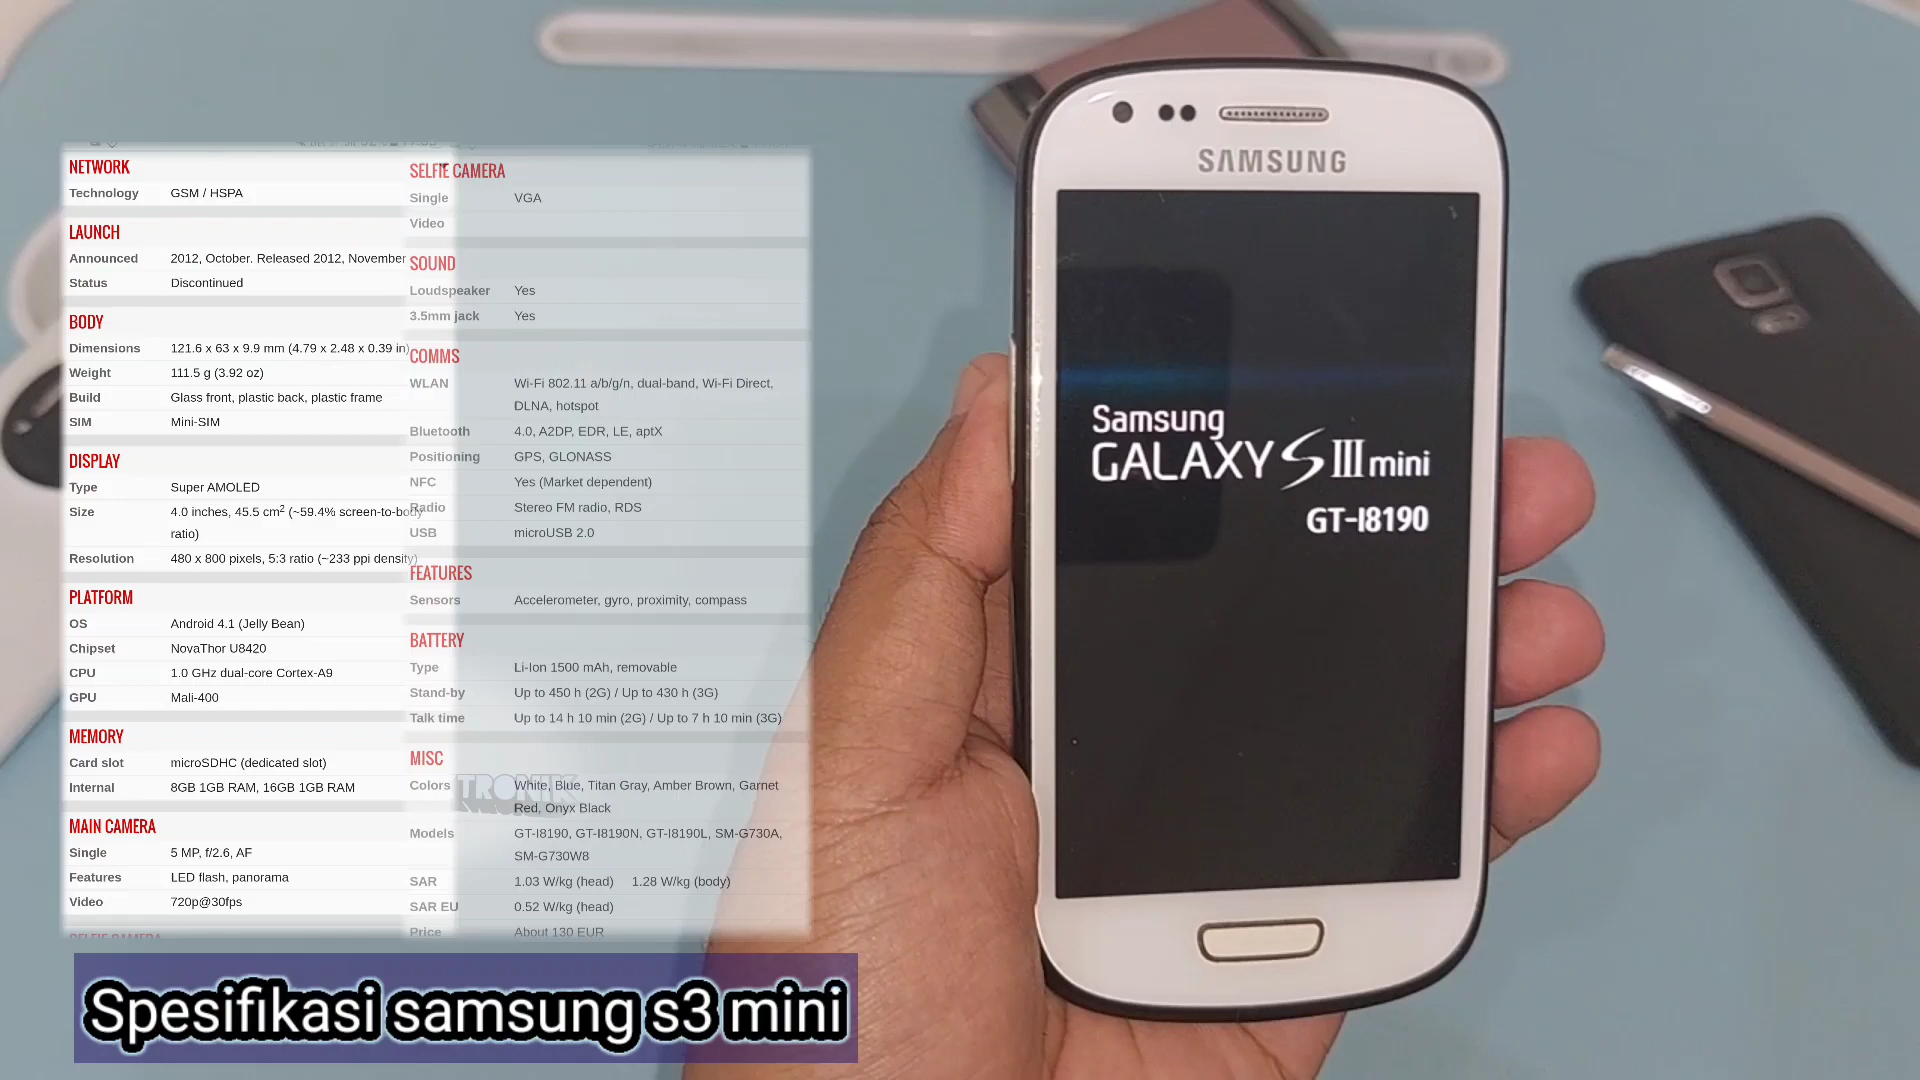 NETWORK
Technology GSM / HSPA
LAUNCH
Announced 2012, October. Released 2012, November
Status Discontinued
BODY
Dimensions 121.6 x 63 x 9.9 mm (4.79 x 2.48 x 0.39 in)
Weight 111.5 g (3.92 oz)
Build Glass front, plastic back, plastic frame
SIM Mini-SIM
DISPLAY
Type Super AMOLED
Size 4.0 inches, 45.5 cm2 (~59.4% screen-to-body
ratio)
Resolution 480 x 800 pixels, 5:3 ratio (~233 ppi density)
PLATFORM
OS Android 4.1 (Jelly Bean)
Chipset NovaThor U8420
CPU 1.0 GHz dual-core Cortex-A9
GPU Mali-400
MEMORY
Card slot microSDHC (dedicated slot)
Internal 8GB 1GB RAM, 16GB 1GB RAM
MAIN CAMERA
Single 5 MP, f/2.6, AF
Features LED flash, panorama
Video 720p@30fps
SELFIE CAMERA
SELFIE CAMERA
Single VGA
Video
SOUND
Loudspeaker Yes
3.5mm jack Yes
COMMS
WLAN Wi-Fi 802.11 a/b/g/n, dual-band, Wi-Fi Direct,
DLNA, hotspot
Bluetooth 4.0, A2DP, EDR, LE, aptX
Positioning GPS, GLONASS
NFC Yes (Market dependent)
Radio Stereo FM radio, RDS
USB microUSB 2.0
FEATURES
Sensors Accelerometer, gyro, proximity, compass
BATTERY
Type Li-Ion 1500 mAh, removable
Stand-by Up to 450 h (2G) / Up to 430 h (3G)
Talk time Up to 14 h 10 min (2G) / Up to 7 h 10 min (3G)
MISC
Colors White, Blue, Titan Gray, Amber Brown, Garnet
Red, Onyx Black
Models GT-I8190, GT-I8190N, GT-I8190L, SM-G730A,
SM-G730W8
SAR 1.03 W/kg (head) 1.28 W/kg (body)
SAR EU 0.52 W/kg (head)
Price About 130 EUR
TRONIK
Spesifikasi samsung s3 mini
SAMSUNG
Samsung
GALAXY S III mini
GT-I8190